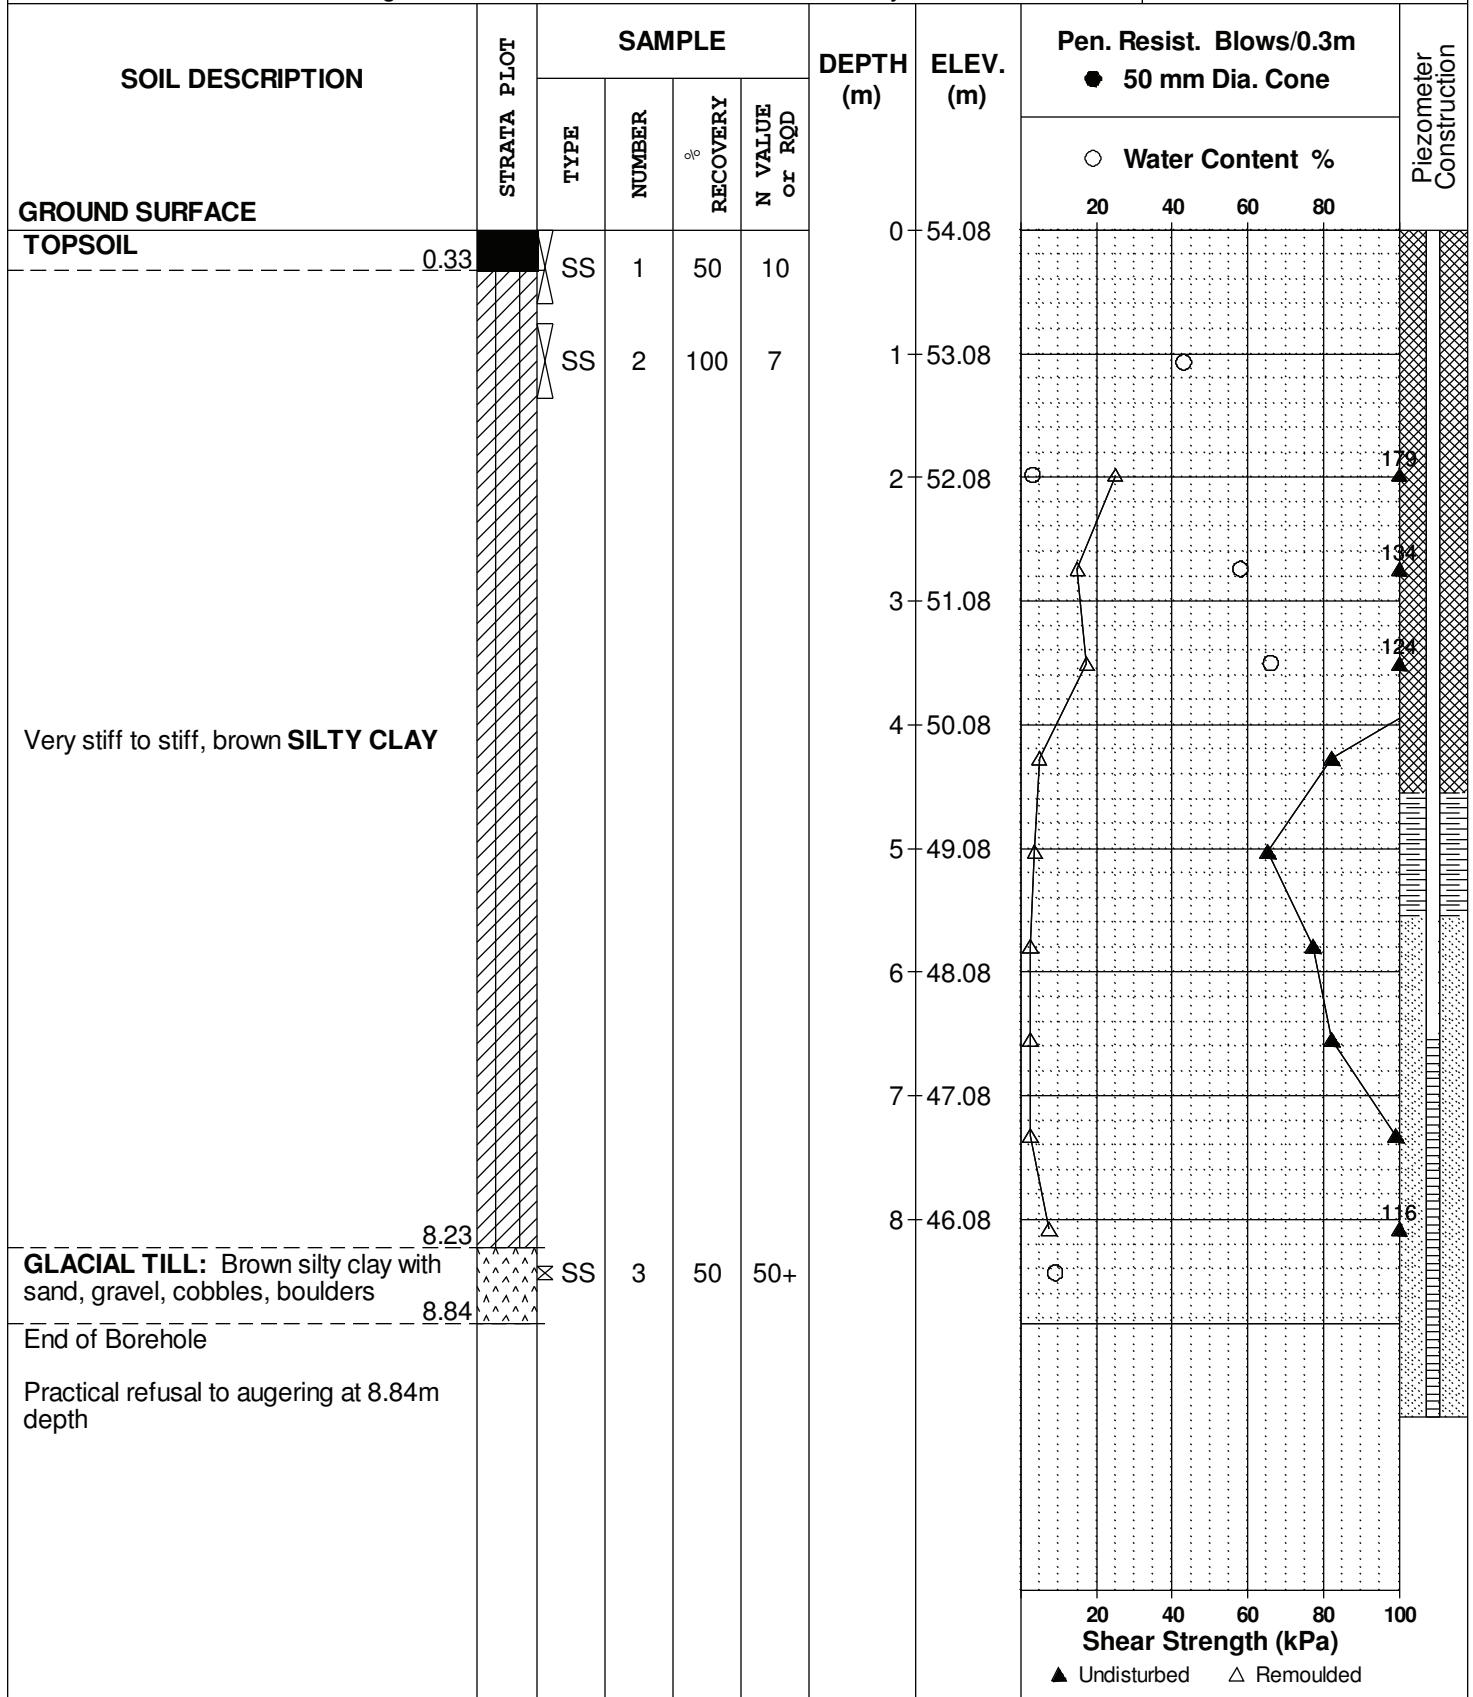 SOIL DESCRIPTION
STRATA PLOT
SAMPLE
TYPE
NUMBER
% RECOVERY
N VALUE or RQD
DEPTH (m)
ELEV. (m)
Pen. Resist. Blows/0.3m
● 50 mm Dia. Cone
○ Water Content %
20 40 60 80
Piezometer Construction
GROUND SURFACE
TOPSOIL
0.33
SS 1 50 10
0 54.08
SS 2 100 7
1 53.08
2 52.08
179
134
3 51.08
124
4 50.08
Very stiff to stiff, brown SILTY CLAY
5 49.08
6 48.08
7 47.08
8 46.08
116
8.23
GLACIAL TILL: Brown silty clay with
sand, gravel, cobbles, boulders
SS 3 50 50+
8.84
End of Borehole
Practical refusal to augering at 8.84m
depth
20 40 60 80 100
Shear Strength (kPa)
▲ Undisturbed △ Remoulded